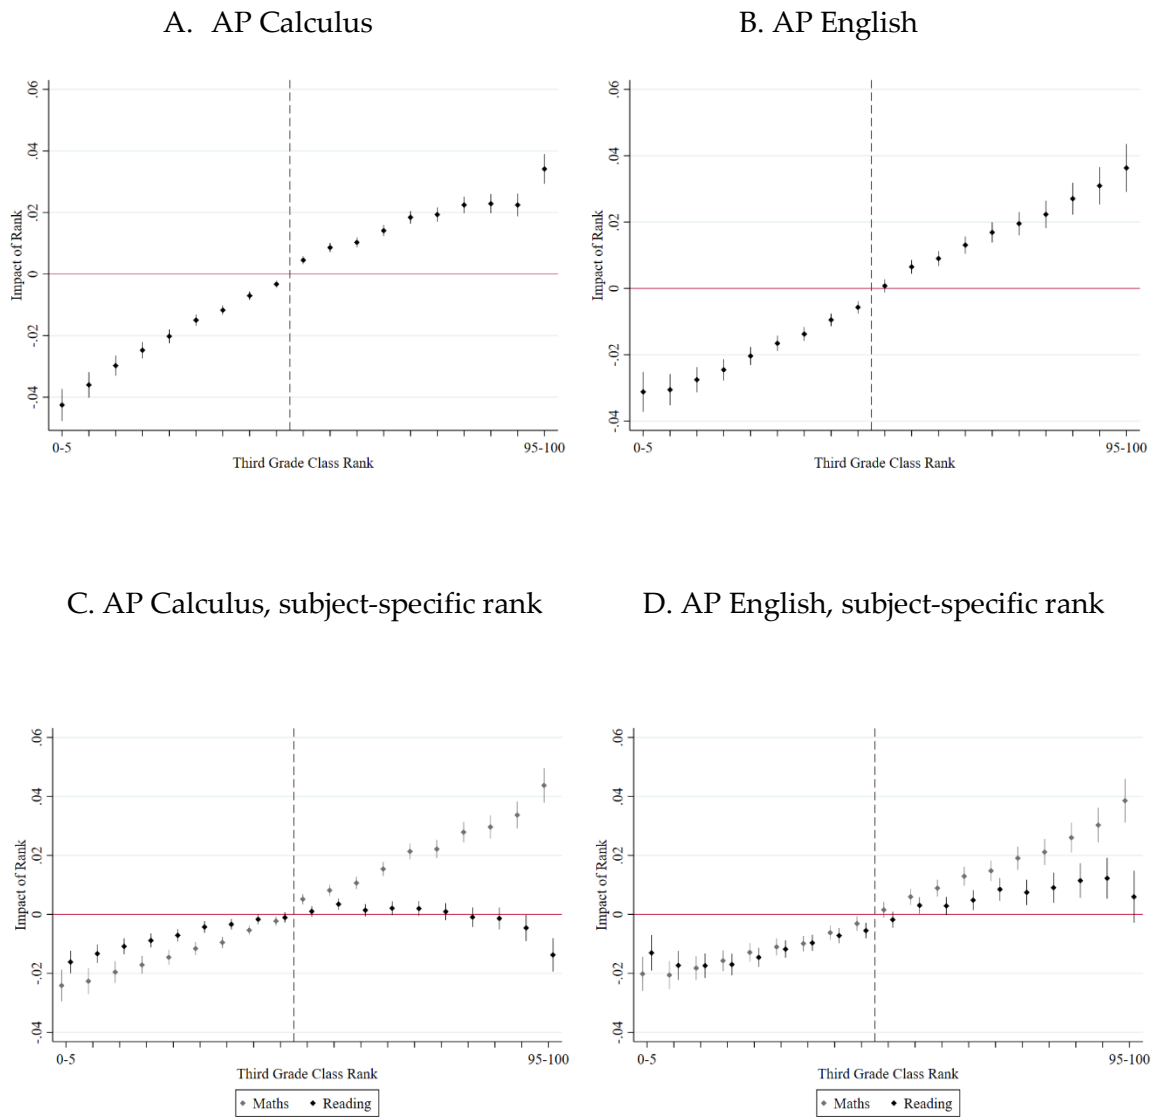 A. AP Calculus
B. AP English
Impact of Rank
.06
.04
.02
0
-.02
-.04
0-5
95-100
Third Grade Class Rank
Impact of Rank
.06
.04
.02
0
-.02
-.04
0-5
95-100
Third Grade Class Rank
C. AP Calculus, subject-specific rank
D. AP English, subject-specific rank
Impact of Rank
.06
.04
.02
0
-.02
-.04
0-5
95-100
Third Grade Class Rank
Maths Reading
Impact of Rank
.06
.04
.02
0
-.02
-.04
0-5
95-100
Third Grade Class Rank
Maths Reading